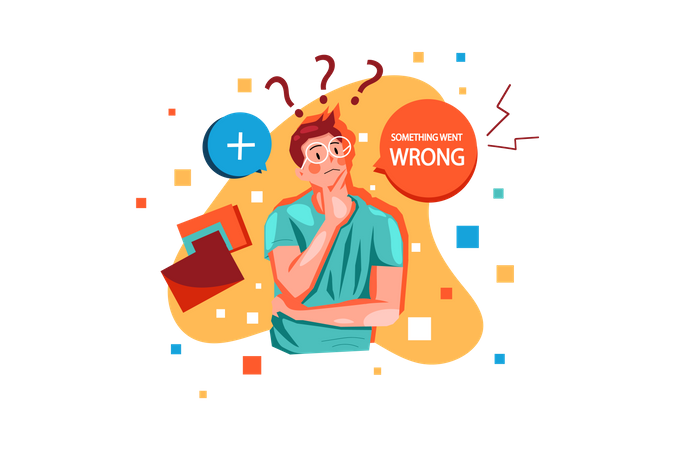 ? ? ?
+
SOMETHING WENT
WRONG